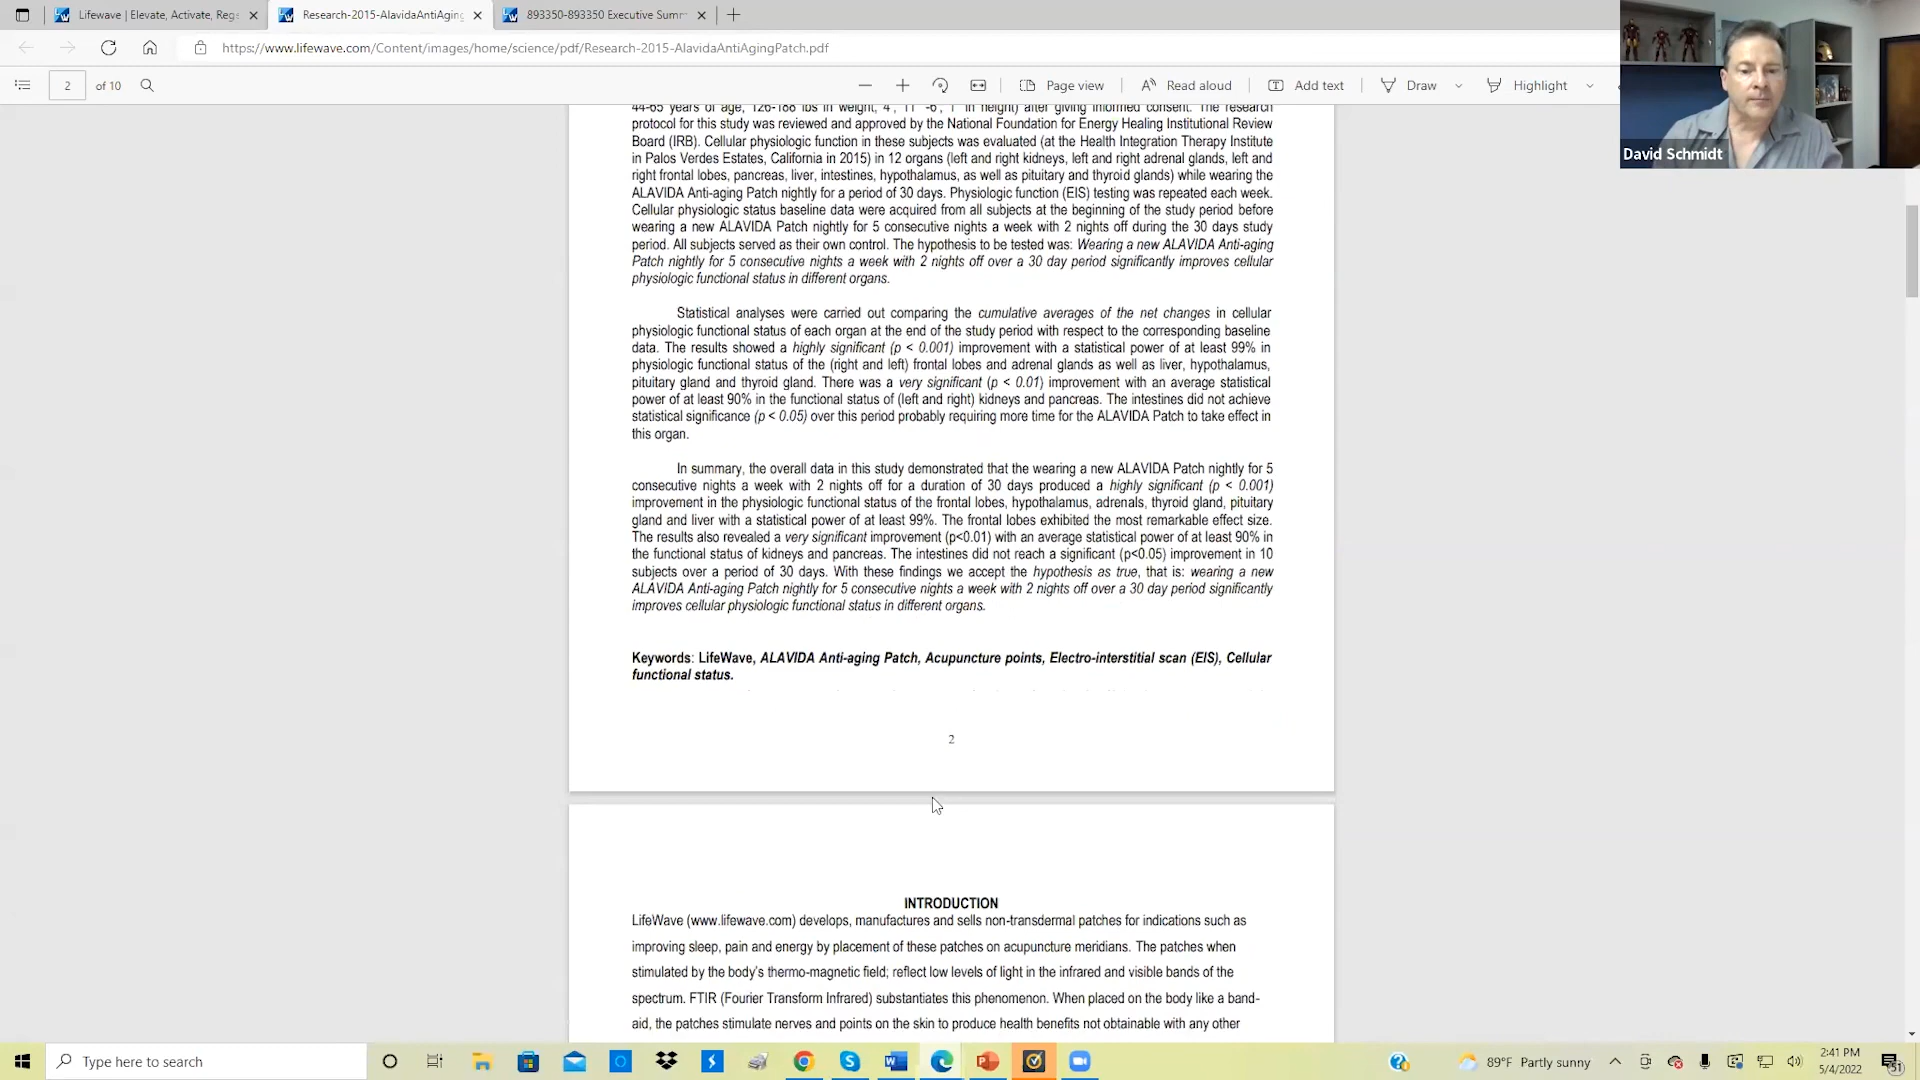 Lifewave | Elevate, Activate, Reg
Research-2015-AlavidaAntiAging
893350-893350 Executive Summ
https://www.lifewave.com/Content/images/home/science/pdf/Research-2015-AlavidaAntiAgingPatch.pdf
2 of 10
Page view
Read aloud
Add text
Draw
Highlight
David Schmidt
44-65 years of age, 126-188 lbs in weight, 4', 11" -6', 1" in height) after giving informed consent. The research
protocol for this study was reviewed and approved by the National Foundation for Energy Healing Institutional Review
Board (IRB). Cellular physiologic function in these subjects was evaluated (at the Health Integration Therapy Institute
in Palos Verdes Estates, California in 2015) in 12 organs (left and right kidneys, left and right adrenal glands, left and
right frontal lobes, pancreas, liver, intestines, hypothalamus, as well as pituitary and thyroid glands) while wearing the
ALAVIDA Anti-aging Patch nightly for a period of 30 days. Physiologic function (EIS) testing was repeated each week.
Cellular physiologic status baseline data were acquired from all subjects at the beginning of the study period before
wearing a new ALAVIDA Patch nightly for 5 consecutive nights a week with 2 nights off during the 30 days study
period. All subjects served as their own control. The hypothesis to be tested was: Wearing a new ALAVIDA Anti-aging
Patch nightly for 5 consecutive nights a week with 2 nights off over a 30 day period significantly improves cellular
physiologic functional status in different organs.
Statistical analyses were carried out comparing the cumulative averages of the net changes in cellular
physiologic functional status of each organ at the end of the study period with respect to the corresponding baseline
data. The results showed a highly significant (p < 0.001) improvement with a statistical power of at least 99% in
physiologic functional status of the (right and left) frontal lobes and adrenal glands as well as liver, hypothalamus,
pituitary gland and thyroid gland. There was a very significant (p < 0.01) improvement with an average statistical
power of at least 90% in the functional status of (left and right) kidneys and pancreas. The intestines did not achieve
statistical significance (p < 0.05) over this period probably requiring more time for the ALAVIDA Patch to take effect in
this organ.
In summary, the overall data in this study demonstrated that the wearing a new ALAVIDA Patch nightly for 5
consecutive nights a week with 2 nights off for a duration of 30 days produced a highly significant (p < 0.001)
improvement in the physiologic functional status of the frontal lobes, hypothalamus, adrenals, thyroid gland, pituitary
gland and liver with a statistical power of at least 99%. The frontal lobes exhibited the most remarkable effect size.
The results also revealed a very significant improvement (p<0.01) with an average statistical power of at least 90% in
the functional status of kidneys and pancreas. The intestines did not reach a significant (p<0.05) improvement in 10
subjects over a period of 30 days. With these findings we accept the hypothesis as true, that is: wearing a new
ALAVIDA Anti-aging Patch nightly for 5 consecutive nights a week with 2 nights off over a 30 day period significantly
improves cellular physiologic functional status in different organs.
Keywords: LifeWave, ALAVIDA Anti-aging Patch, Acupuncture points, Electro-interstitial scan (EIS), Cellular
functional status.
2
INTRODUCTION
LifeWave (www.lifewave.com) develops, manufactures and sells non-transdermal patches for indications such as
improving sleep, pain and energy by placement of these patches on acupuncture meridians. The patches when
stimulated by the body's thermo-magnetic field; reflect low levels of light in the infrared and visible bands of the
spectrum. FTIR (Fourier Transform Infrared) substantiates this phenomenon. When placed on the body like a band-
aid, the patches stimulate nerves and points on the skin to produce health benefits not obtainable with any other
Type here to search
89°F Partly sunny
2:41 PM
5/4/2022
51